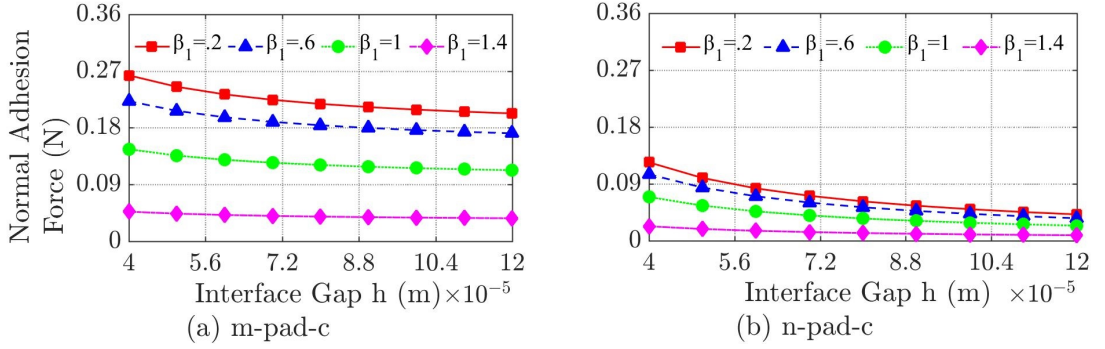 Normal Adhesion
Force (N)
0.36
0.27
0.18
0.09
0
β1=.2 β1=.6 β1=1 β1=1.4
4 5.6 7.2 8.8 10.4 12
Interface Gap h (m) ×10⁻⁵
(a) m-pad-c
0.36
0.27
0.18
0.09
0
β1=.2 β1=.6 β1=1 β1=1.4
4 5.6 7.2 8.8 10.4 12
Interface Gap h (m) ×10⁻⁵
(b) n-pad-c